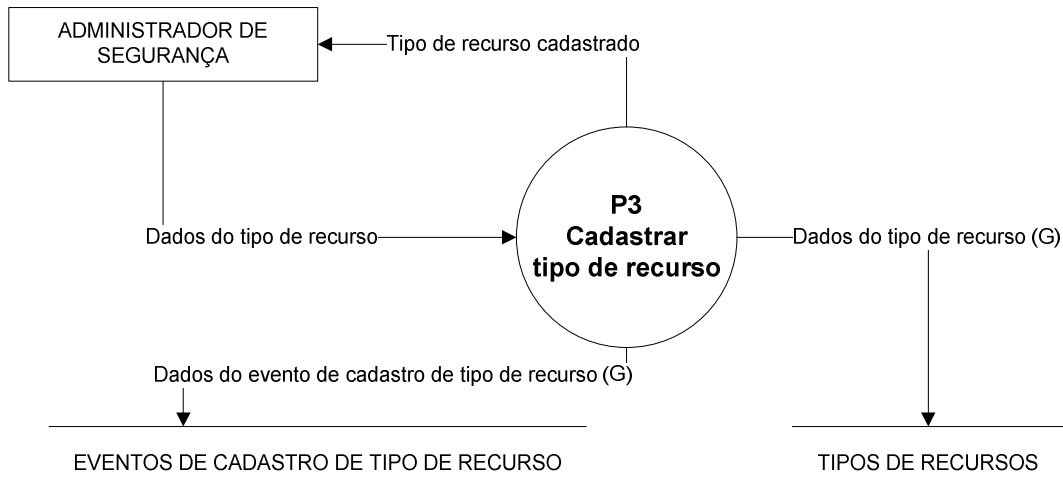 ADMINISTRADOR DE
SEGURANÇA
Tipo de recurso cadastrado
P3
Cadastrar
tipo de recurso
Dados do tipo de recurso
Dados do tipo de recurso (G)
Dados do evento de cadastro de tipo de recurso (G)
EVENTOS DE CADASTRO DE TIPO DE RECURSO
TIPOS DE RECURSOS